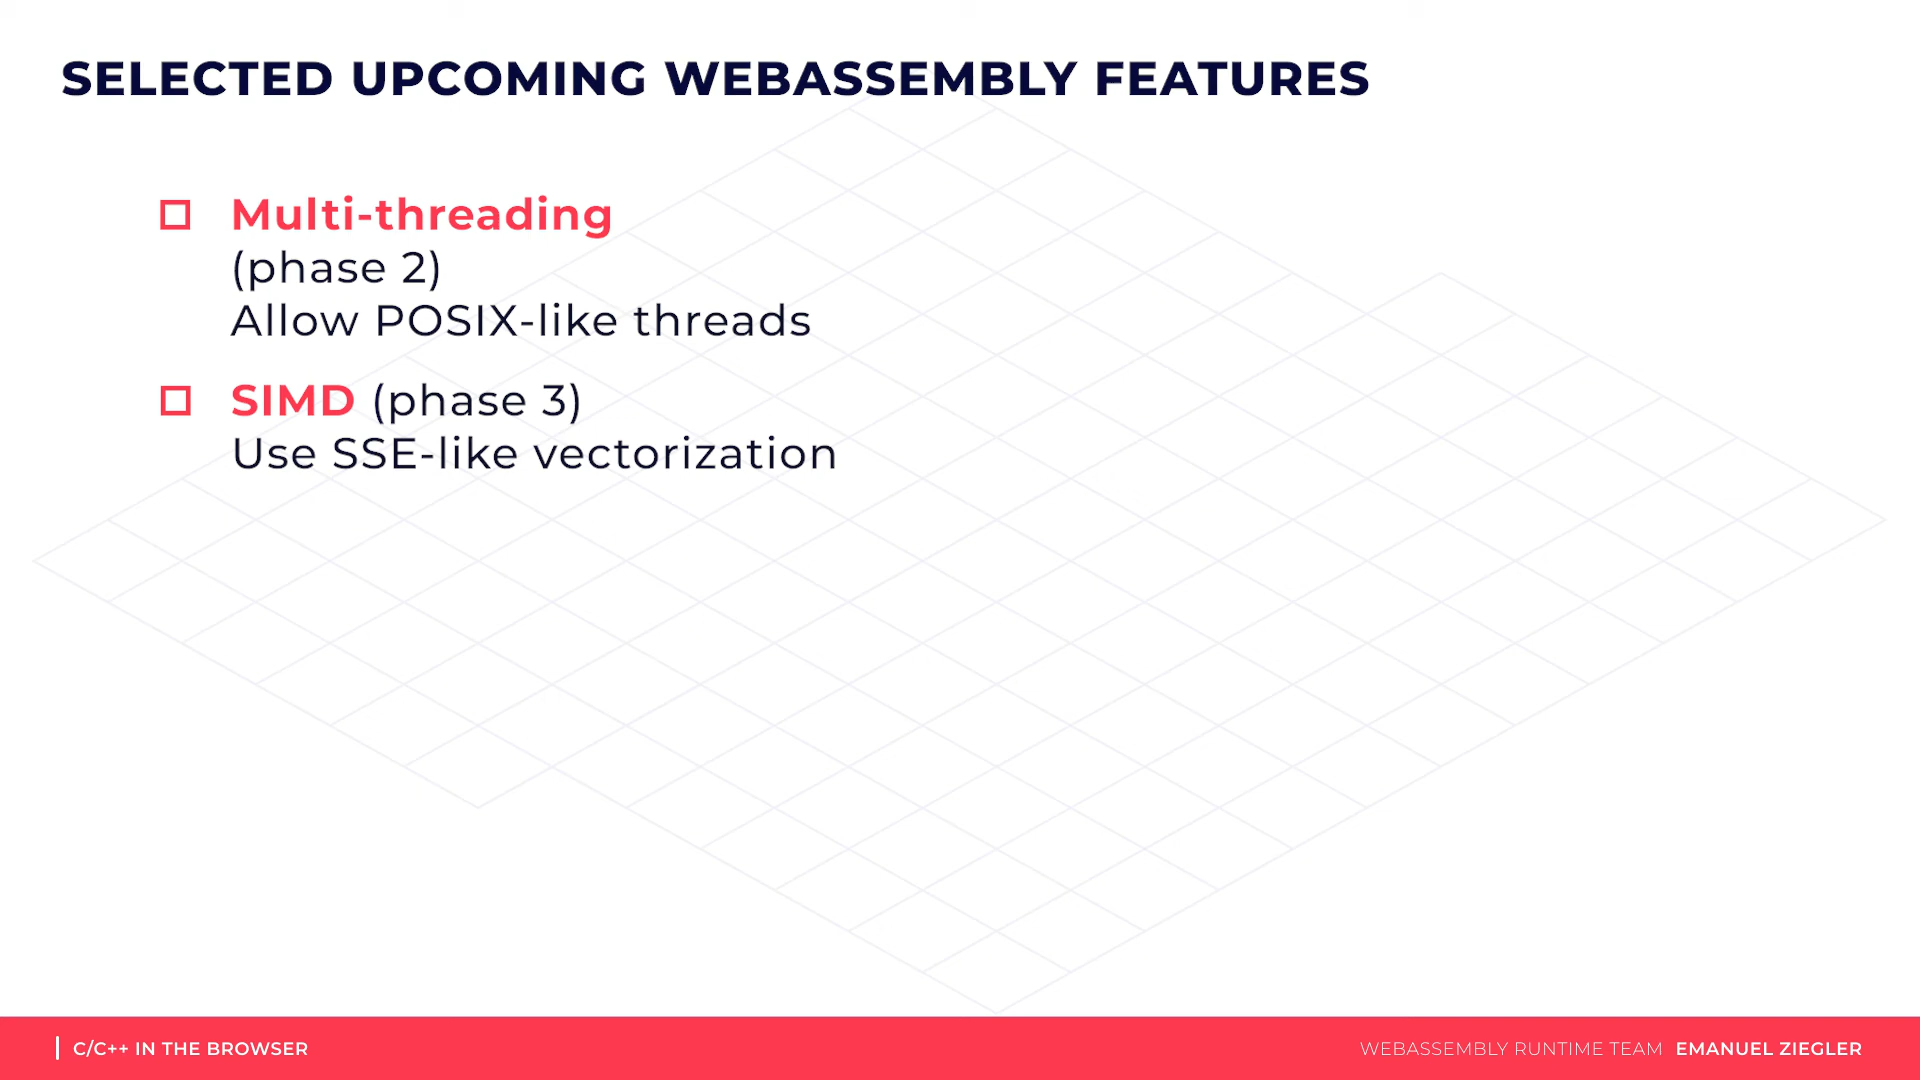 SELECTED UPCOMING WEBASSEMBLY FEATURES
Multi-threading
(phase 2)
Allow POSIX-like threads
SIMD (phase 3)
Use SSE-like vectorization
C/C++ IN THE BROWSER
WEBASSEMBLY RUNTIME TEAM EMANUEL ZIEGLER